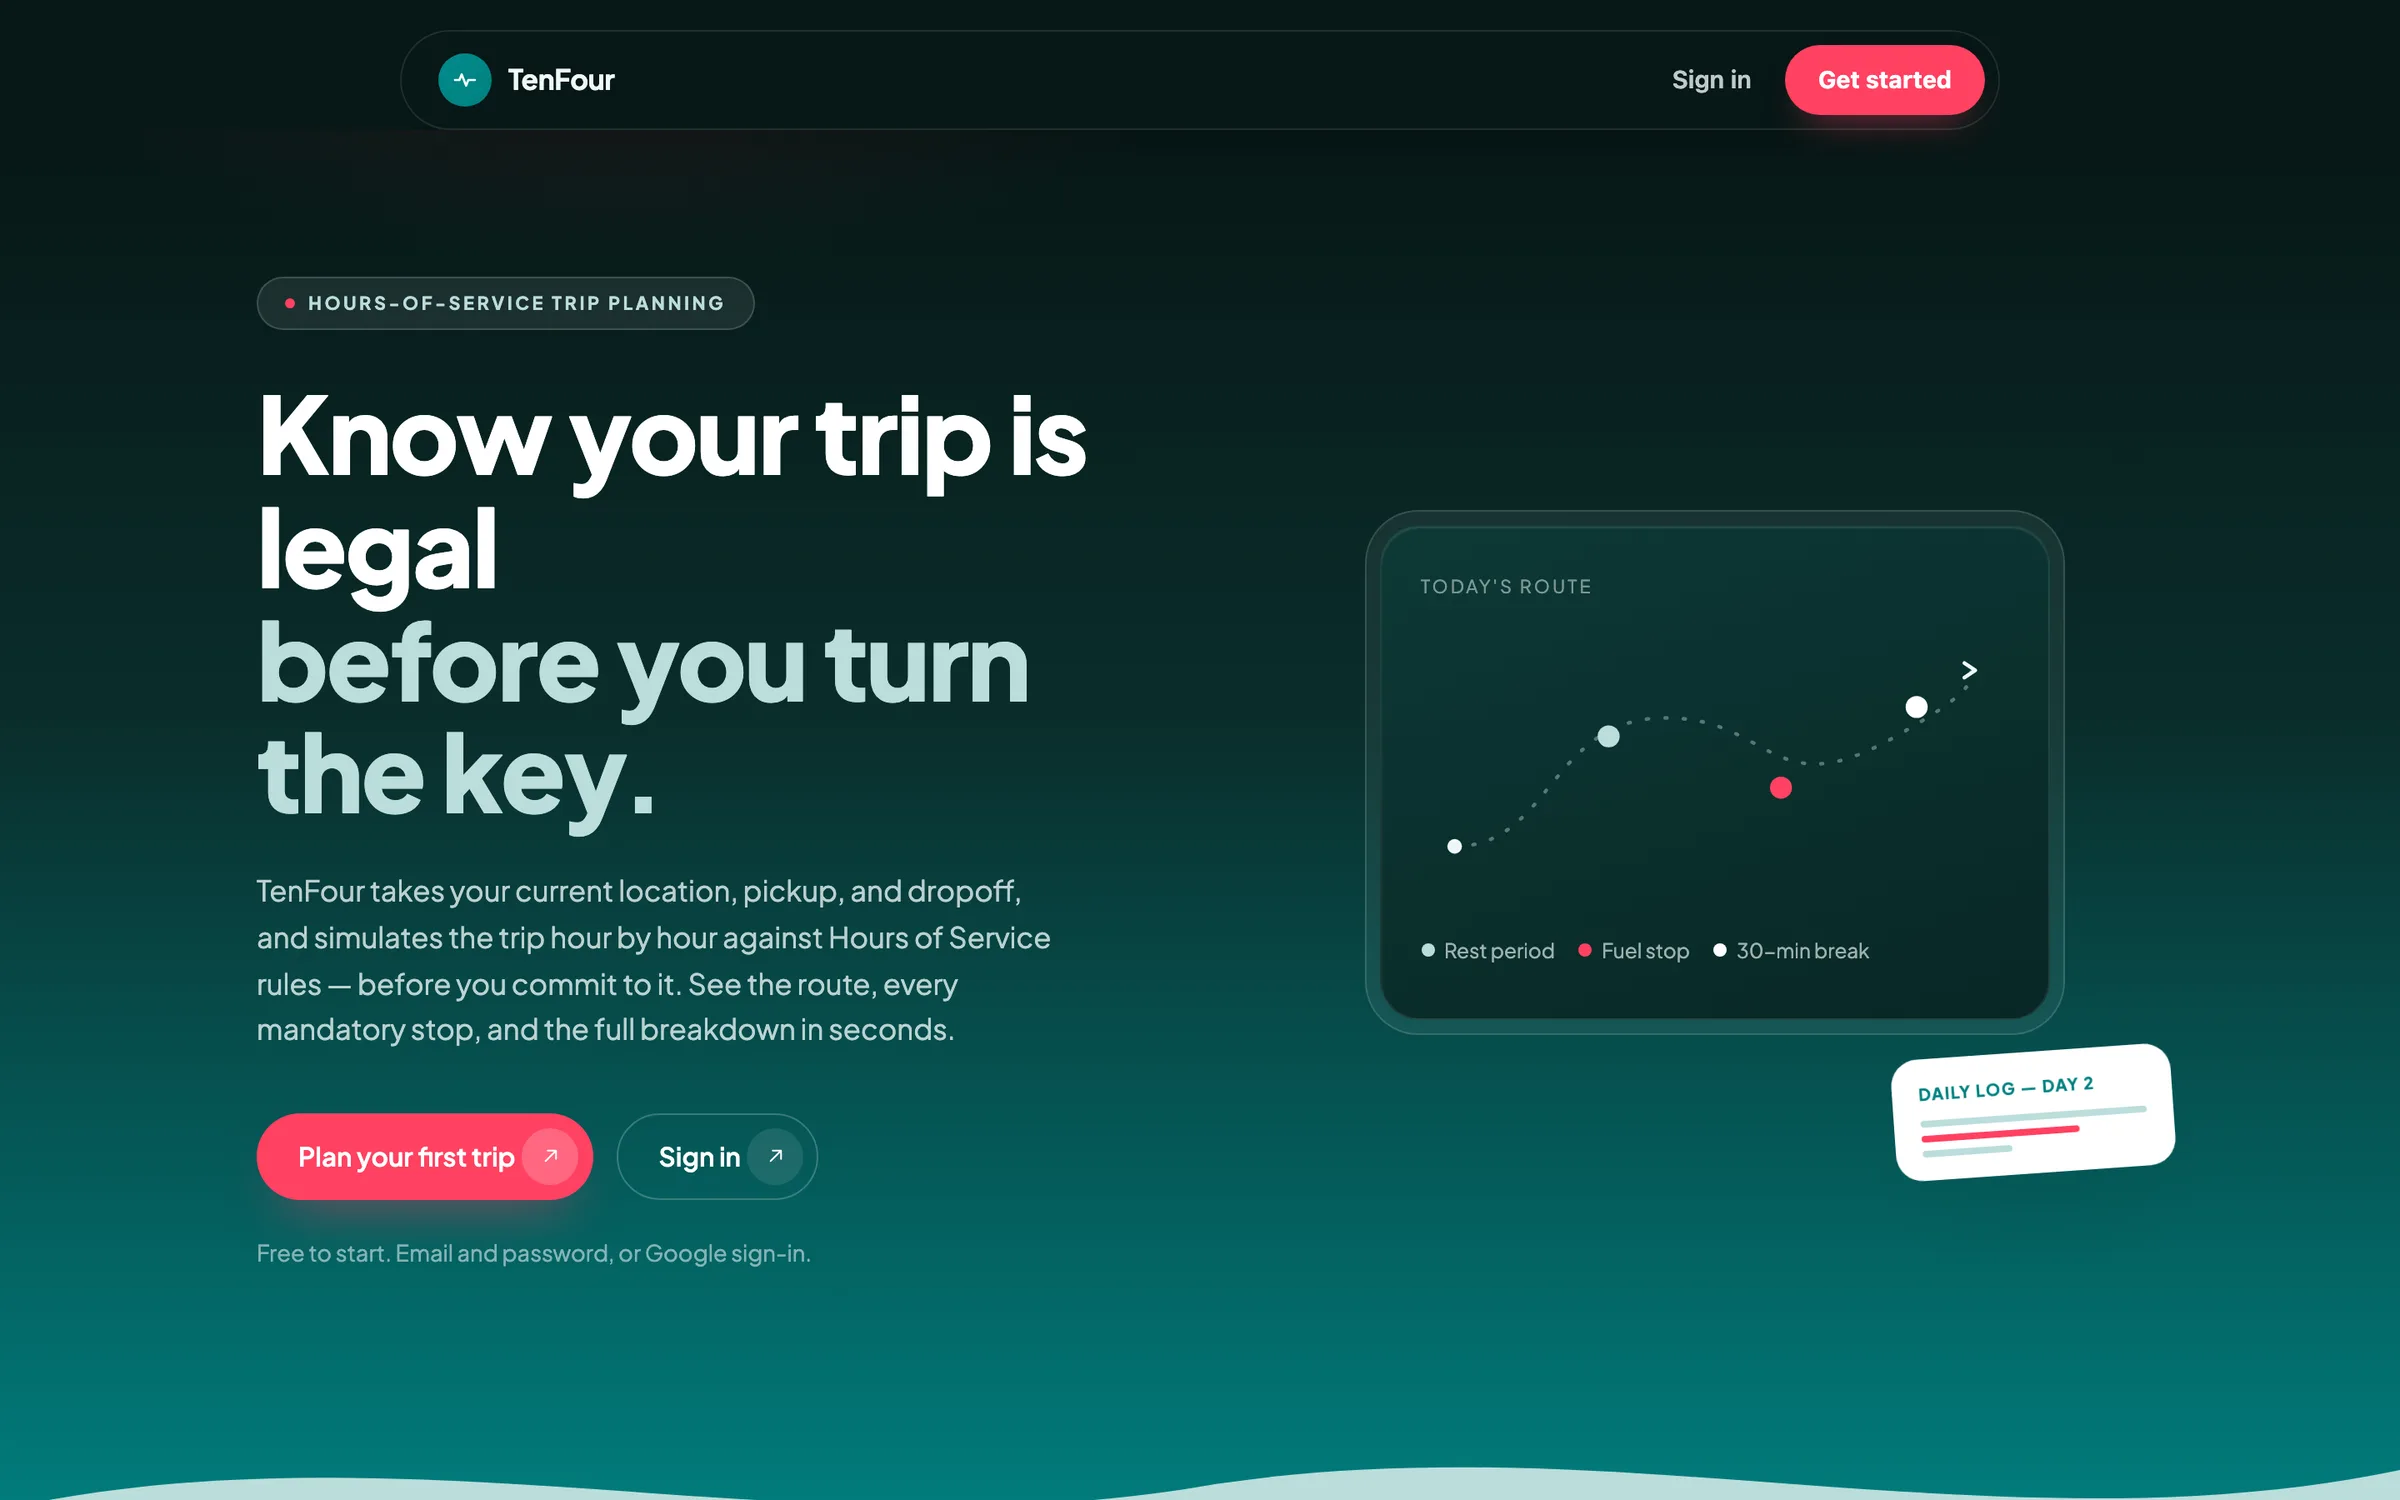 TenFour
Sign in
Get started
HOURS-OF-SERVICE TRIP PLANNING
Know your trip is
legal
before you turn
the key.
TenFour takes your current location, pickup, and dropoff,
and simulates the trip hour by hour against Hours of Service
rules — before you commit to it. See the route, every
mandatory stop, and the full breakdown in seconds.
Plan your first trip
Sign in
Free to start. Email and password, or Google sign-in.
TODAY'S ROUTE
Rest period
Fuel stop
30-min break
DAILY LOG — DAY 2